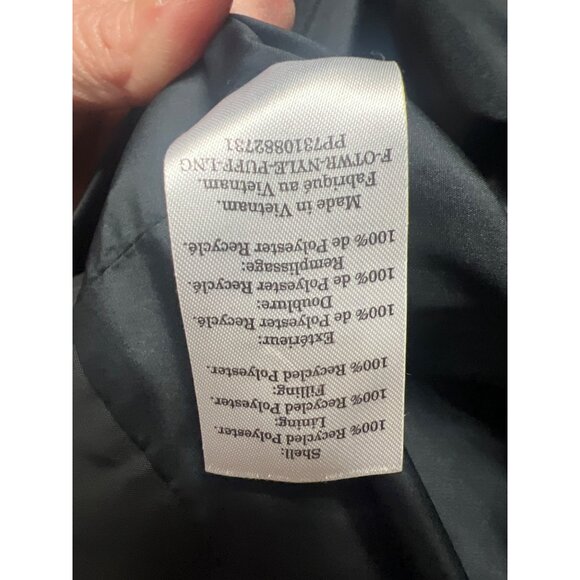 Shell:
100% Recycled Polyester.
Lining:
100% Recycled Polyester.
Filling:
100% Recycled Polyester.
Extérieur:
100% de Polyester Recyclé.
Doublure:
100% de Polyester Recyclé.
Remplissage:
100% de Polyester Recyclé.
Made in Vietnam.
Fabriqué au Vietnam.
F-OTWR-NYLE-PUFF-LNG
PP7310882731